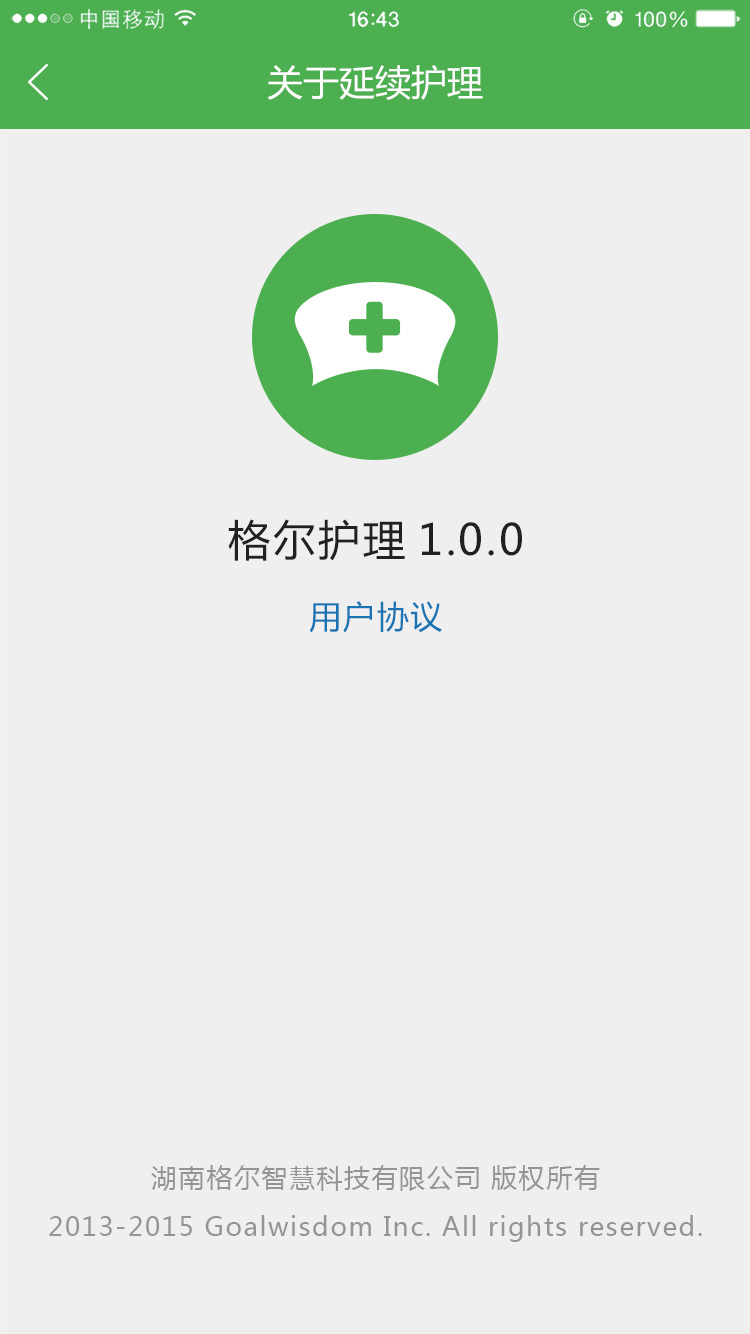 中国移动 16:43 100%
关于延续护理
格尔护理 1.0.0
用户协议
湖南格尔智慧科技有限公司 版权所有
2013-2015 Goalwisdom Inc. All rights reserved.